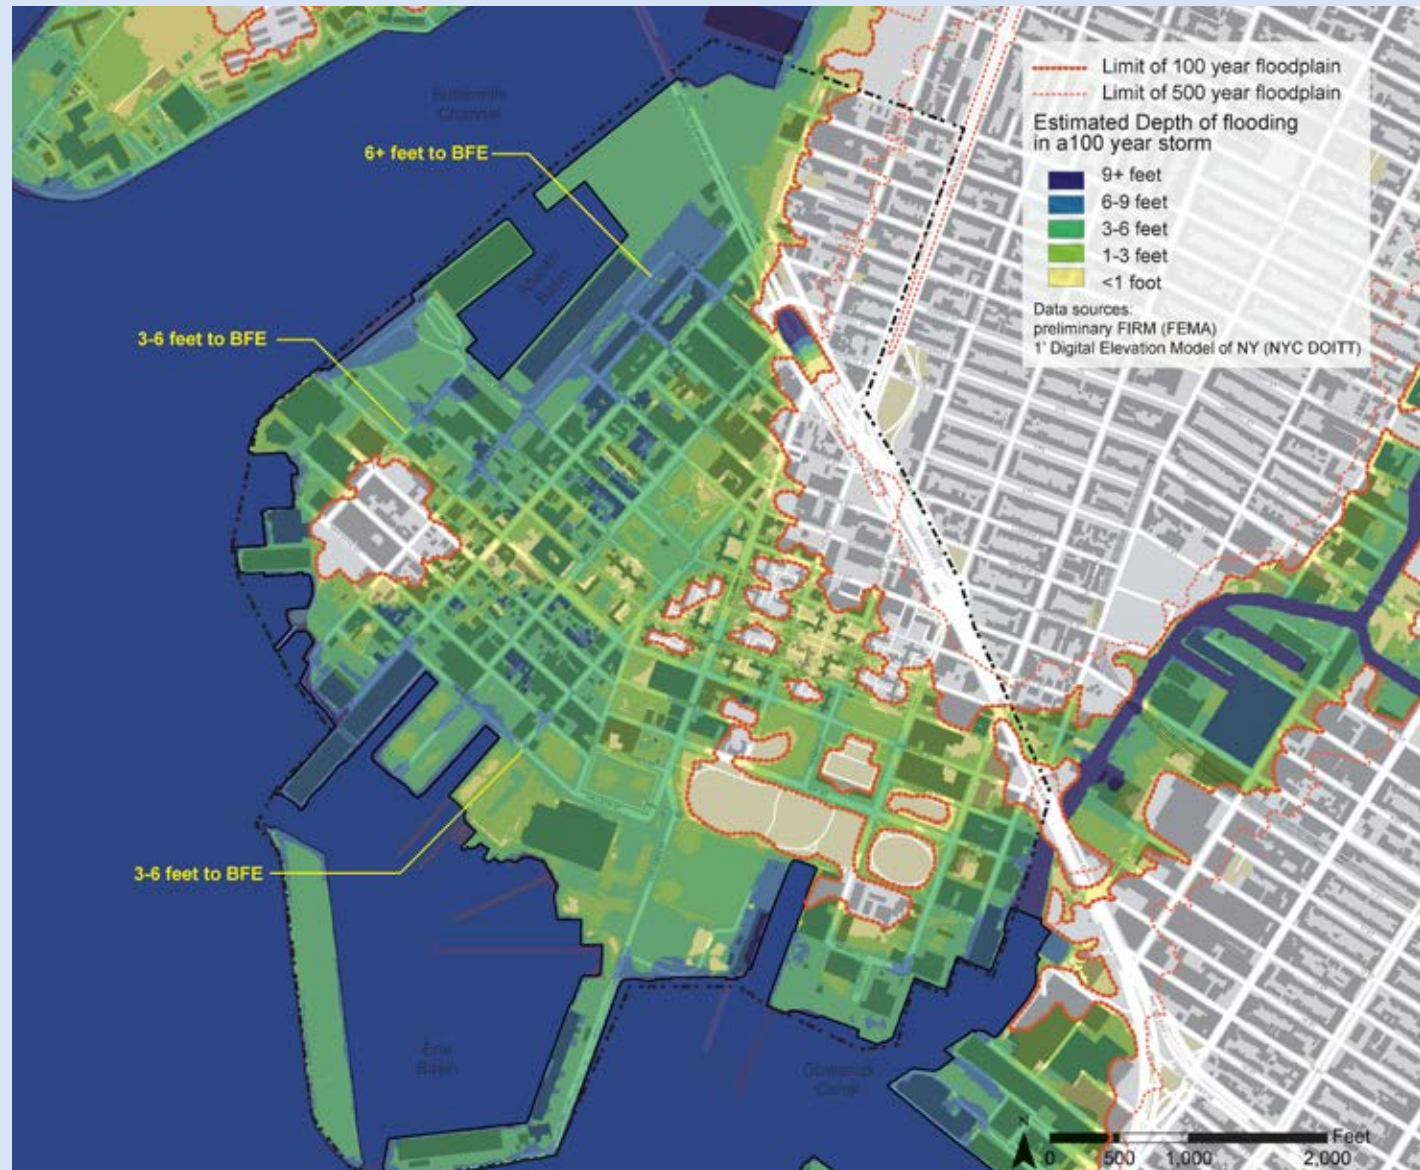 Limit of 100 year floodplain
Limit of 500 year floodplain
Estimated Depth of flooding
in a100 year storm
9+ feet
6-9 feet
3-6 feet
1-3 feet
<1 foot
Data sources:
preliminary FIRM (FEMA)
1' Digital Elevation Model of NY (NYC DOITT)
Buttermilk
Channel
6+ feet to BFE
Atlantic
Basin
3-6 feet to BFE
3-6 feet to BFE
Erie
Basin
Gowanus
Canal
N
Feet
0 500 1,000 2,000